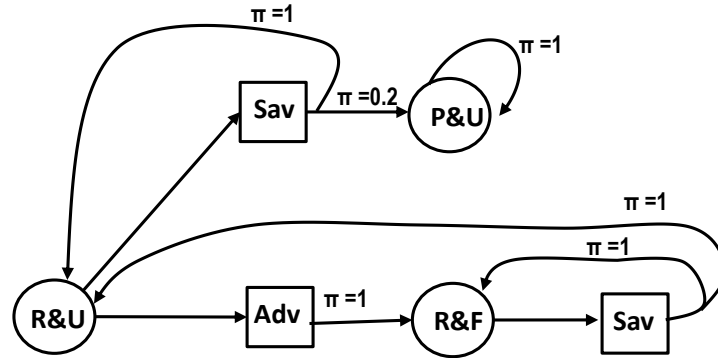 π =1
π =1
Sav
π =0.2
P&U
π =1
π =1
R&U
Adv
π =1
R&F
Sav